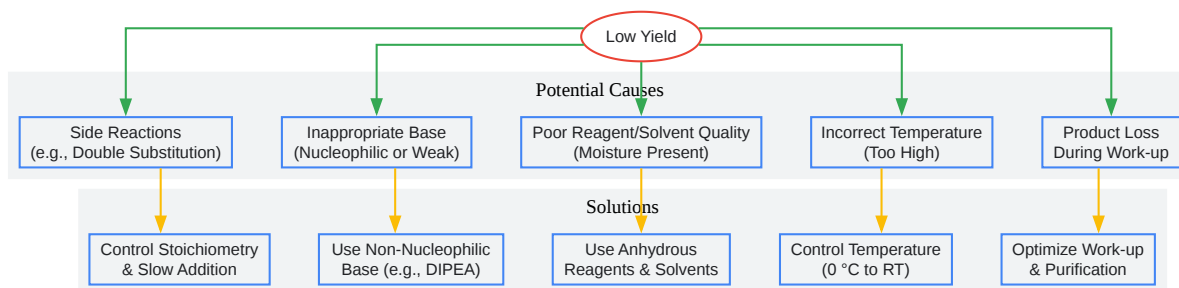 Low Yield
Potential Causes
Side Reactions
(e.g., Double Substitution)
Inappropriate Base
(Nucleophilic or Weak)
Poor Reagent/Solvent Quality
(Moisture Present)
Incorrect Temperature
(Too High)
Product Loss
During Work-up
Solutions
Control Stoichiometry
& Slow Addition
Use Non-Nucleophilic
Base (e.g., DIPEA)
Use Anhydrous
Reagents & Solvents
Control Temperature
(0 °C to RT)
Optimize Work-up
& Purification